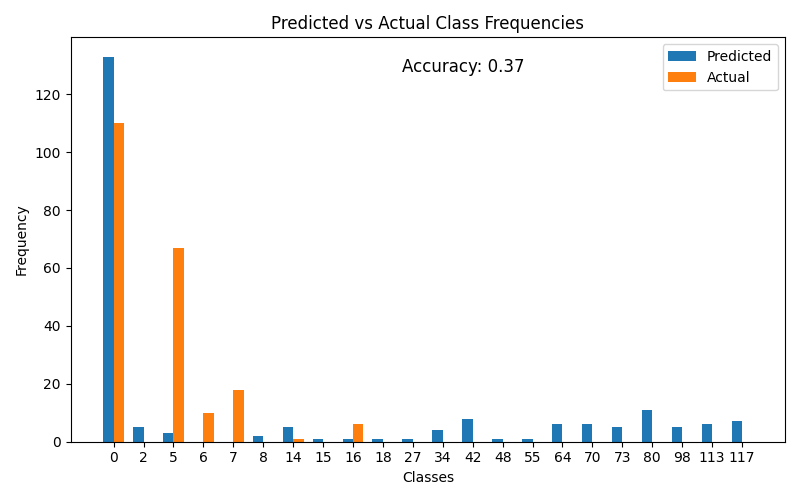 Predicted vs Actual Class Frequencies
Accuracy: 0.37
Predicted
Actual
Frequency
120
100
80
60
40
20
0
0 2 5 6 7 8 14 15 16 18 27 34 42 48 55 64 70 73 80 98 113 117
Classes